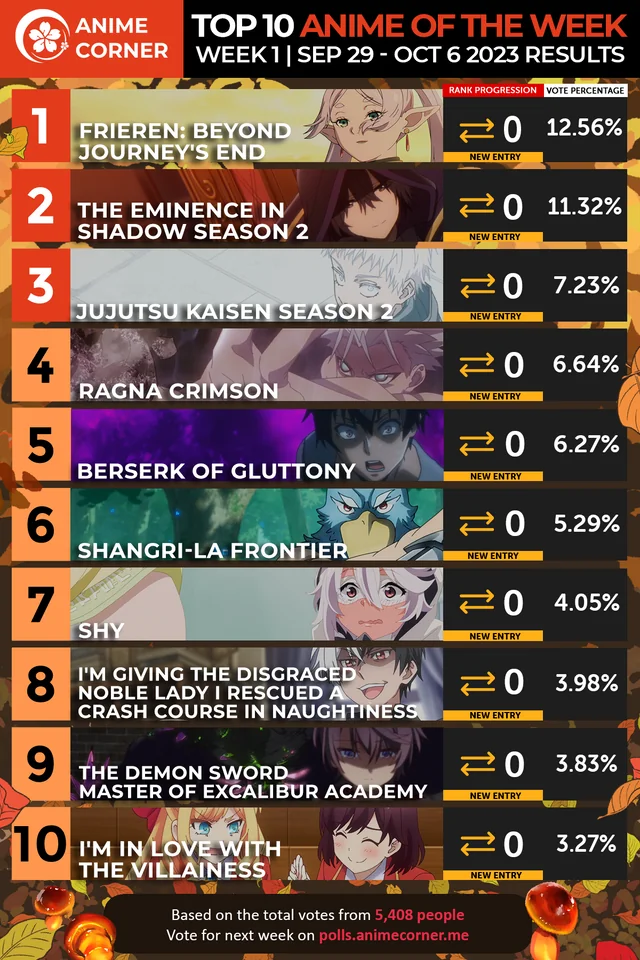 ANIME
CORNER
TOP 10 ANIME OF THE WEEK
WEEK 1 | SEP 29 - OCT 6 2023 RESULTS
RANK PROGRESSION
VOTE PERCENTAGE
1
FRIEREN: BEYOND
JOURNEY'S END
0
NEW ENTRY
12.56%
2
THE EMINENCE IN
SHADOW SEASON 2
0
NEW ENTRY
11.32%
3
JUJUTSU KAISEN SEASON 2
0
NEW ENTRY
7.23%
4
RAGNA CRIMSON
0
NEW ENTRY
6.64%
5
BERSERK OF GLUTTONY
0
NEW ENTRY
6.27%
6
SHANGRI-LA FRONTIER
0
NEW ENTRY
5.29%
7
SHY
0
NEW ENTRY
4.05%
8
I'M GIVING THE DISGRACED
NOBLE LADY I RESCUED A
CRASH COURSE IN NAUGHTINESS
0
NEW ENTRY
3.98%
9
THE DEMON SWORD
MASTER OF EXCALIBUR ACADEMY
0
NEW ENTRY
3.83%
10
I'M IN LOVE WITH
THE VILLAINESS
0
NEW ENTRY
3.27%
Based on the total votes from 5,408 people
Vote for next week on polls.animecorner.me